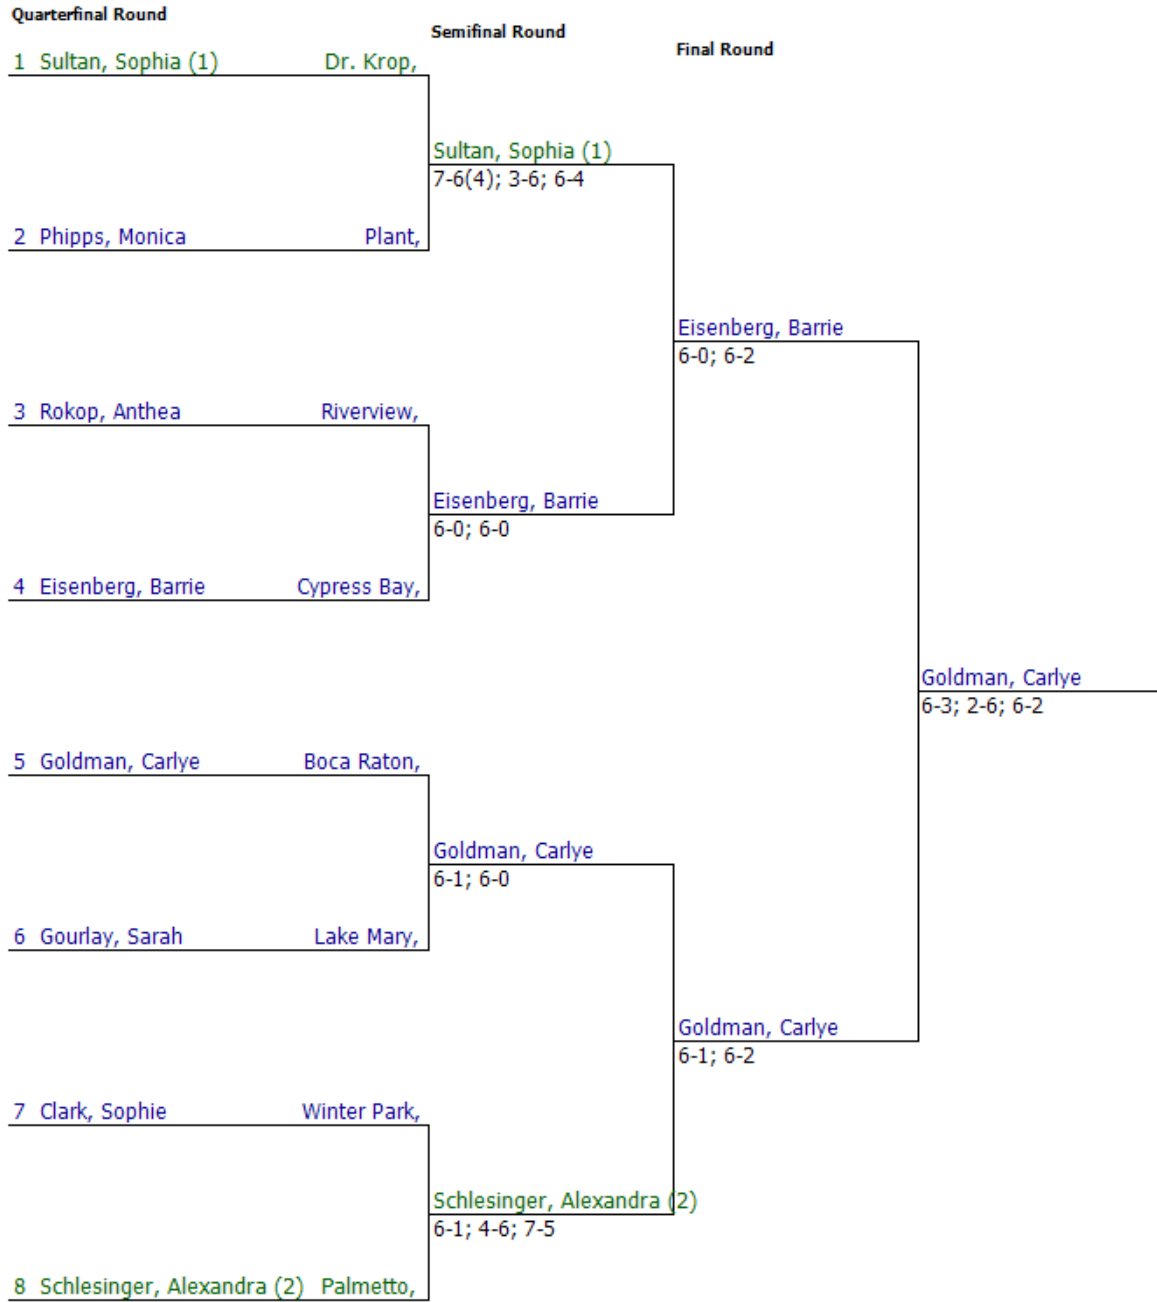 Quarterfinal Round
Semifinal Round
Final Round
1 Sultan, Sophia (1) Dr. Krop,
Sultan, Sophia (1)
7-6(4); 3-6; 6-4
2 Phipps, Monica Plant,
Eisenberg, Barrie
6-0; 6-2
3 Rokop, Anthea Riverview,
Eisenberg, Barrie
6-0; 6-0
4 Eisenberg, Barrie Cypress Bay,
Goldman, Carlye
6-3; 2-6; 6-2
5 Goldman, Carlye Boca Raton,
Goldman, Carlye
6-1; 6-0
6 Gourlay, Sarah Lake Mary,
Goldman, Carlye
6-1; 6-2
7 Clark, Sophie Winter Park,
Schlesinger, Alexandra (2)
6-1; 4-6; 7-5
8 Schlesinger, Alexandra (2) Palmetto,